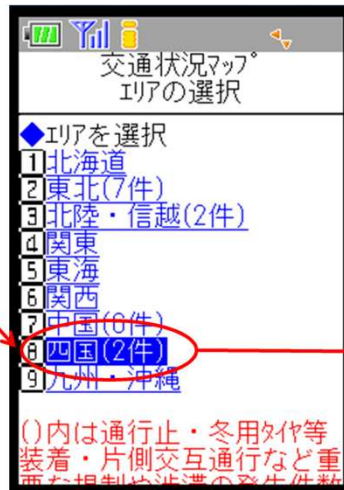 交通状況ﾏｯﾌﾟ
ｴﾘｱの選択
◆ｴﾘｱを選択
1北海道
2東北(7件)
3北陸・信越(2件)
4関東
5東海
6関西
7中国(6件)
8四国(2件)
9九州・沖縄
()内は通行止・冬用ﾀｲﾔ等
装着・片側交互通行など重
要な規制や渋滞の発生件数